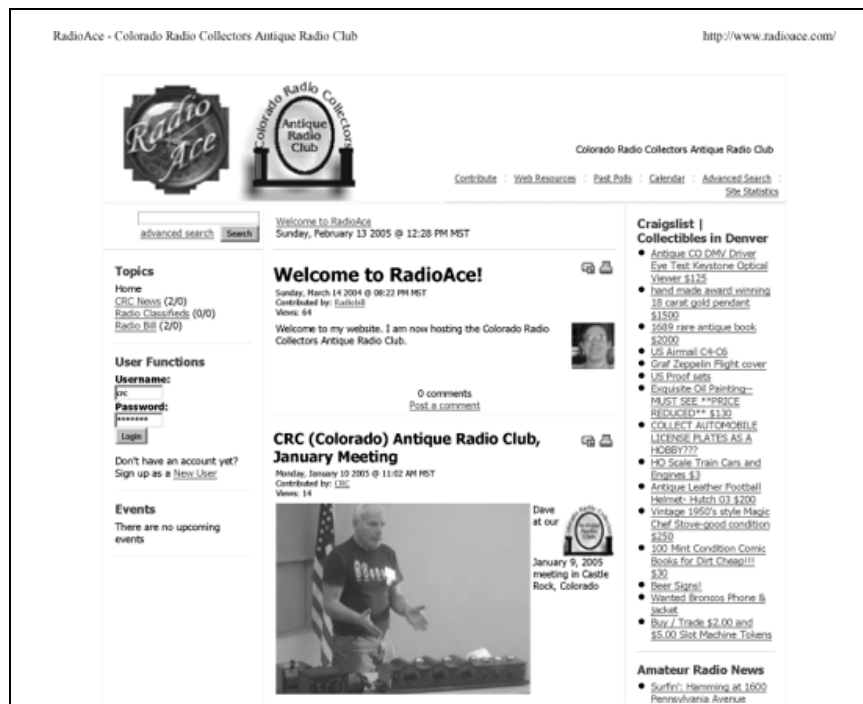 RadioAce - Colorado Radio Collectors Antique Radio Club
http://www.radioace.com/
Radio
Ace
Colorado Radio Collectors
Antique
Radio
Club
Colorado Radio Collectors Antique Radio Club
Contribute : Web Resources : Past Polls : Calendar : Advanced Search :
Site Statistics
advanced search Search
Topics
Home
CRC News (2/0)
Radio Classifieds (0/0)
Radio Bill (2/0)
User Functions
Username:
crc
Password:
*******
Login
Don't have an account yet?
Sign up as a New User
Events
There are no upcoming
events
Welcome to RadioAce
Sunday, February 13 2005 @ 12:28 PM MST
Welcome to RadioAce!
Sunday, March 14 2004 @ 08:22 PM MST
Contributed by: Radiobill
Views: 64
Welcome to my website. I am now hosting the Colorado Radio
Collectors Antique Radio Club.
0 comments
Post a comment
CRC (Colorado) Antique Radio Club,
January Meeting
Monday, January 10 2005 @ 11:02 AM MST
Contributed by: CRC
Views: 14
Dave
at our
Colorado Radio Collectors
Antique
Radio
Club
January 9, 2005
meeting in Castle
Rock, Colorado
Craigslist |
Collectibles in Denver
Antique CO DMV Driver
Eye Test Keystone Optical
Viewer $125
hand made award winning
18 carat gold pendant
$1500
1689 rare antique book
$2000
US Airmail C4-C6
Graf Zeppelin Flight cover
US Proof sets
Exquisite Oil Painting--
MUST SEE **PRICE
REDUCED** $130
COLLECT AUTOMOBILE
LICENSE PLATES AS A
HOBBY???
HO Scale Train Cars and
Engines $3
Antique Leather Football
Helmet- Hutch 03 $200
Vintage 1950's style Magic
Chef Stove-good condition
$250
100 Mint Condition Comic
Books for Dirt Cheap!!!
$30
Beer Signs!
Wanted Broncos Phone &
jacket
Buy / Trade $2.00 and
$5.00 Slot Machine Tokens
Amateur Radio News
Surfin': Hamming at 1600
Pennsylvania Avenue